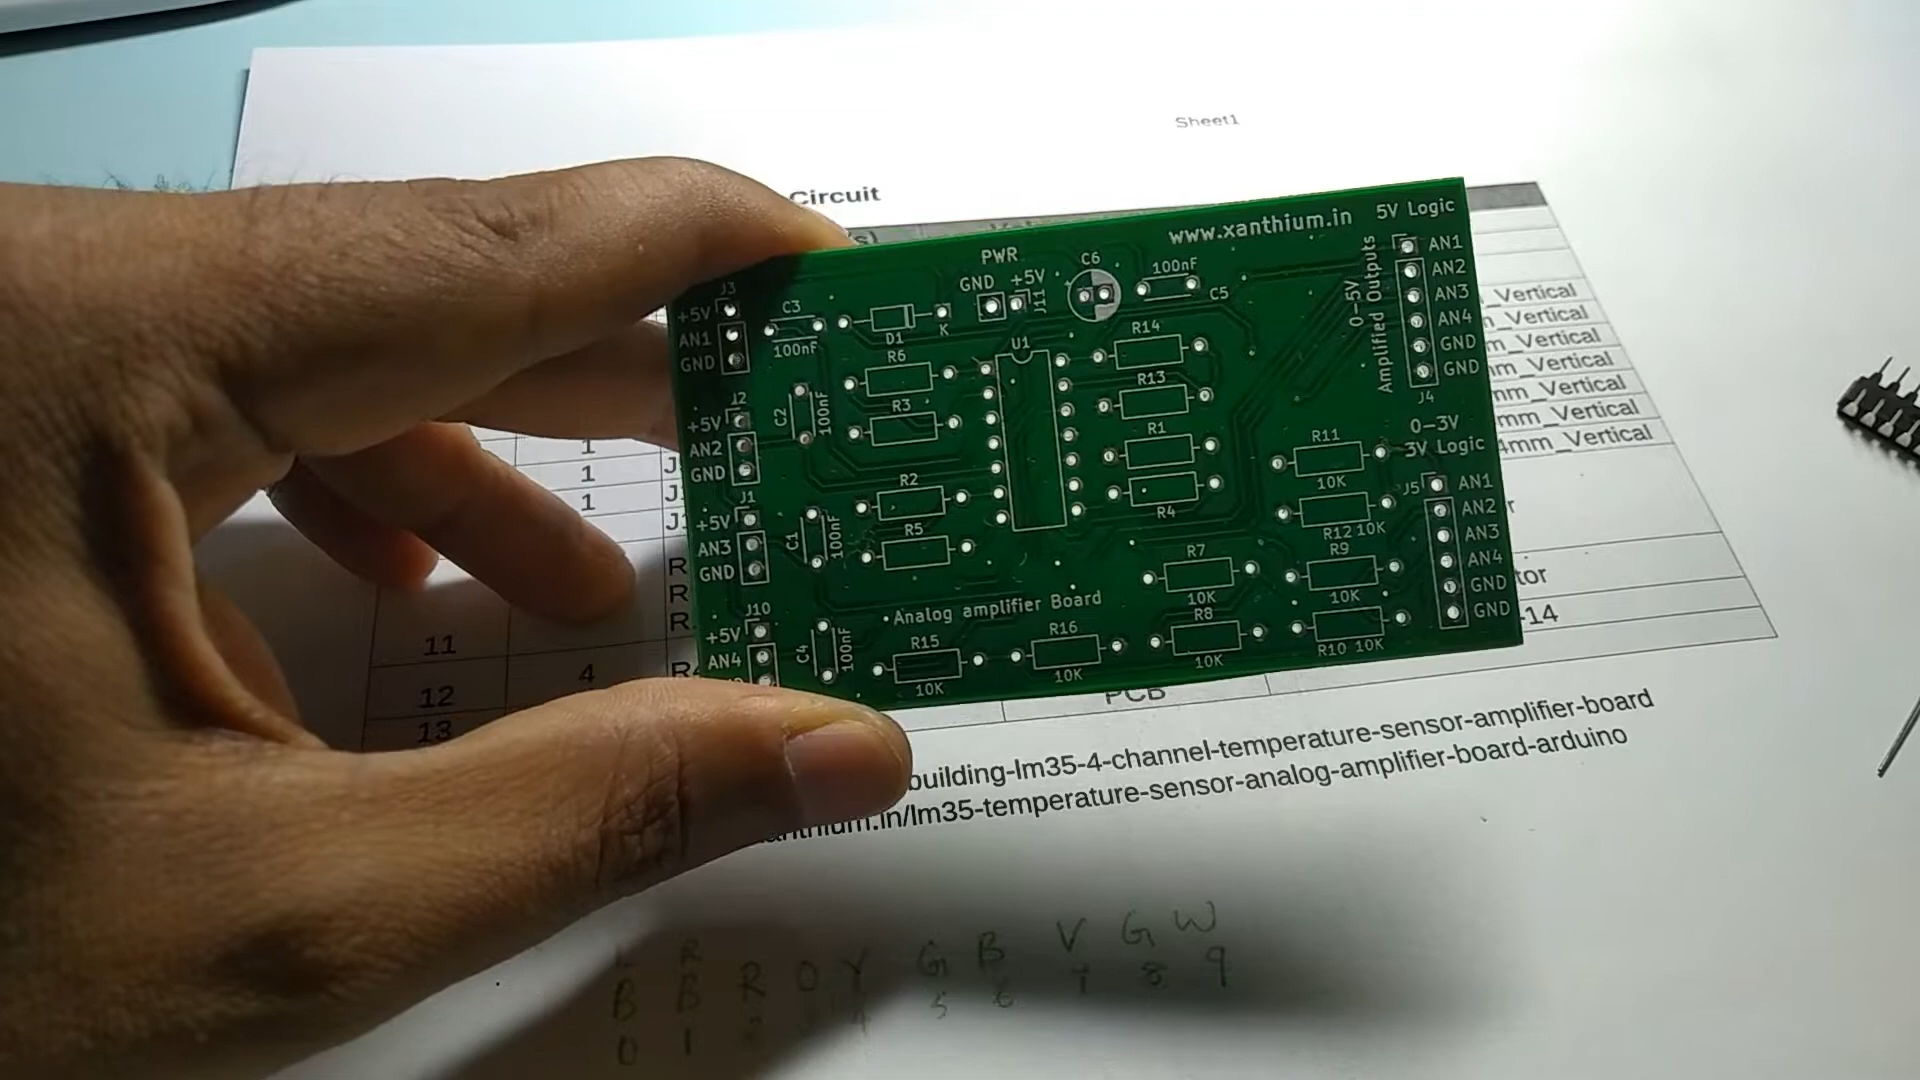 Sheet1
Circuit
www.xanthium.in
5V Logic
PWR
GND +5V
J11
C6
100nF
C5
0-5V
Amplified Outputs
AN1
AN2
AN3
AN4
GND
GND
J4
J3
+5V
AN1
GND
C3
100nF
D1
K
R6
R3
U1
R14
R13
R1
R4
J2
+5V
AN2
GND
C2
100nF
R2
R5
J1
+5V
AN3
GND
C1
100nF
0-3V
3V Logic
J5
AN1
AN2
AN3
AN4
GND
GND
R11
10K
R12 10K
R9
10K
R10 10K
R7
10K
R8
10K
Analog amplifier Board
J10
+5V
AN4
C4
100nF
R15
10K
R16
10K
_Vertical
_Vertical
m_Vertical
m_Vertical
mm_Vertical
mm_Vertical
4mm_Vertical
1
1
1
11
12
13
4
tor
-14
PCB
building-lm35-4-channel-temperature-sensor-amplifier-board
xanthium.in/lm35-temperature-sensor-analog-amplifier-board-arduino
B B R O Y G B V G W
0 1 4 5 6 7 8 9